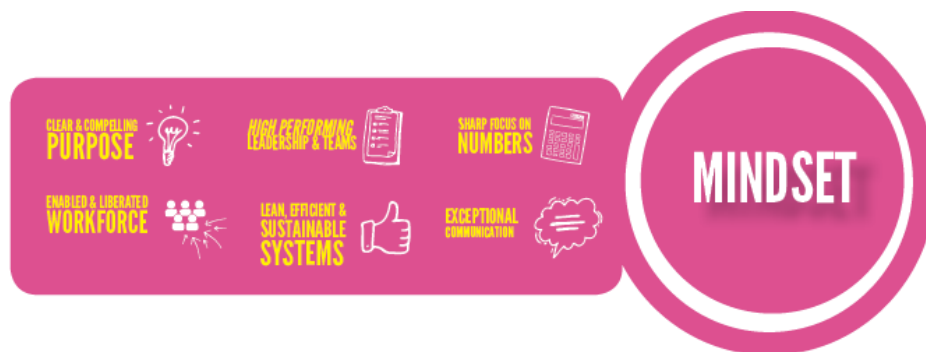 CLEAR & COMPELLING
PURPOSE
HIGH PERFORMING
LEADERSHIP & TEAMS
SHARP FOCUS ON
NUMBERS
ENABLED & LIBERATED
WORKFORCE
LEAN, EFFICIENT &
SUSTAINABLE
SYSTEMS
EXCEPTIONAL
COMMUNICATION
MINDSET